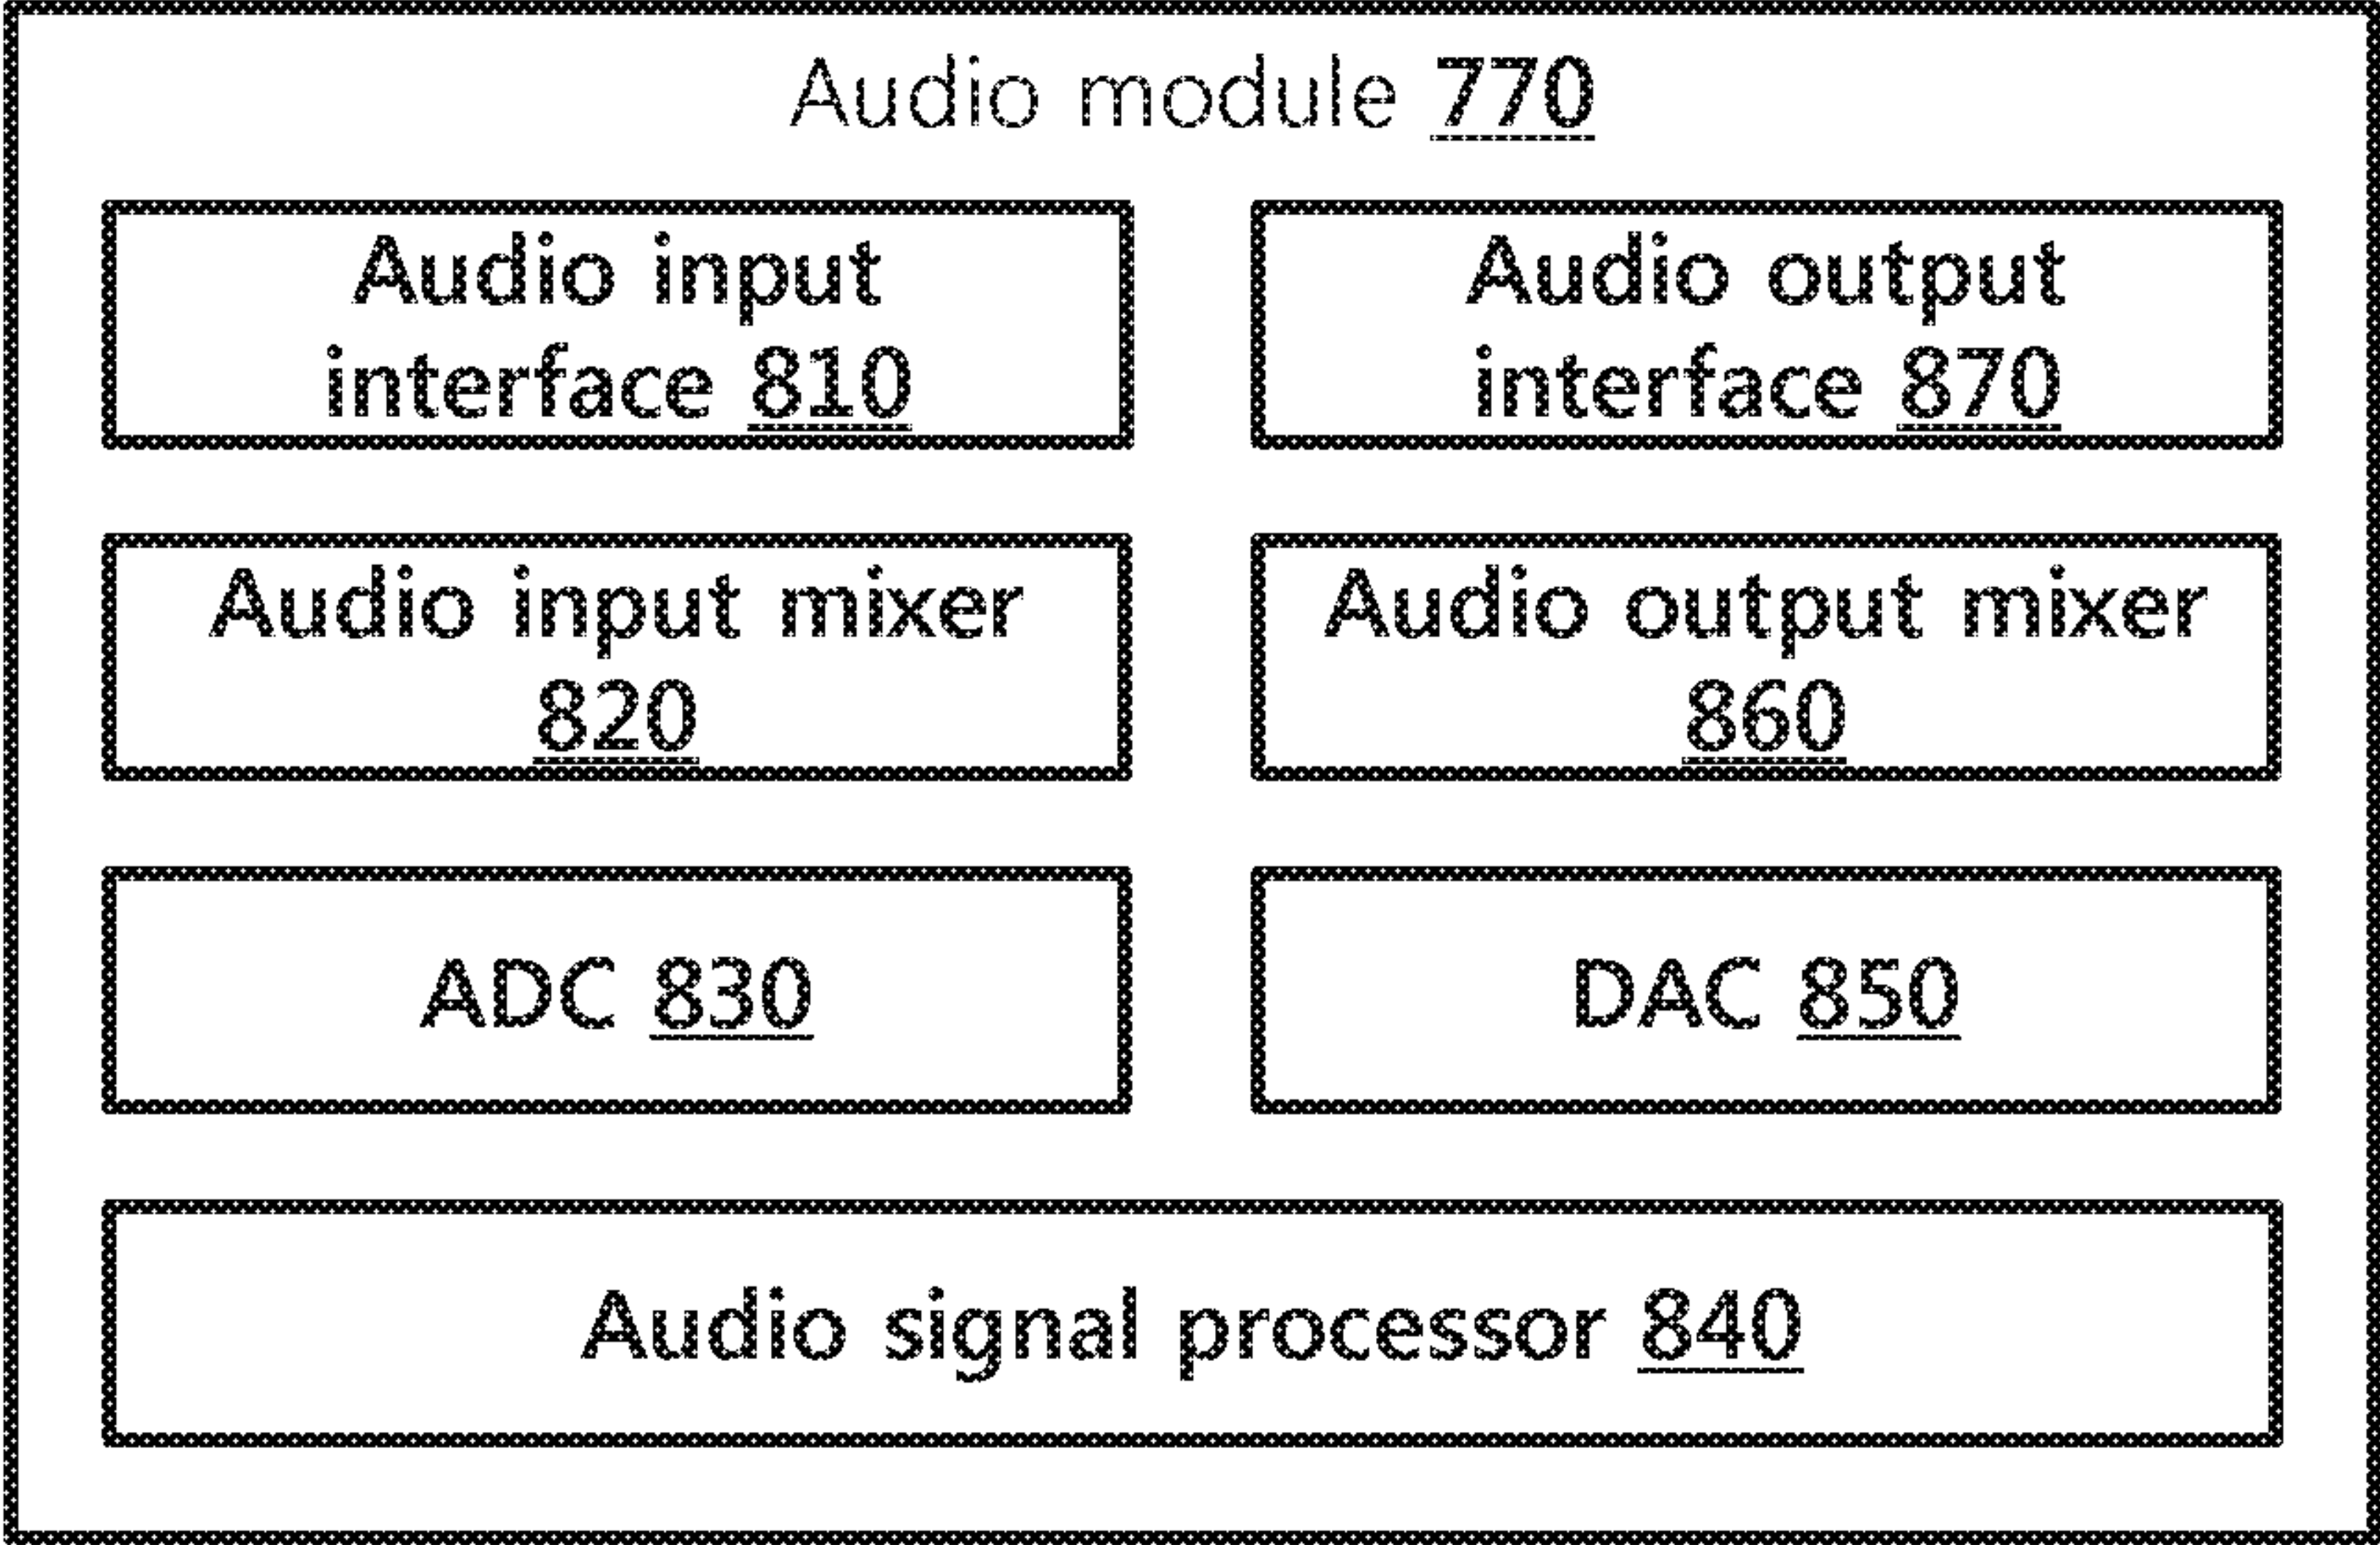 Audio module 770
Audio input
interface 810
Audio output
interface 870
Audio input mixer
820
Audio output mixer
860
ADC 830
DAC 850
Audio signal processor 840